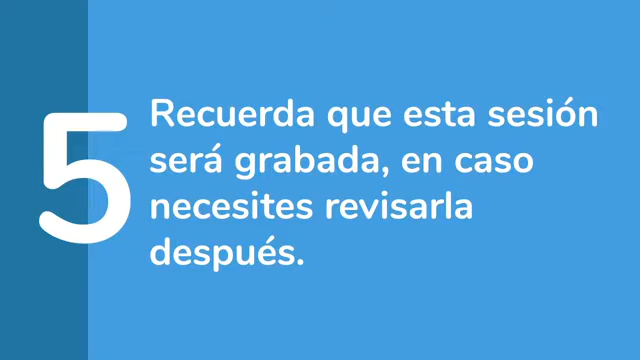 5
Recuerda que esta sesión
será grabada, en caso
necesites revisarla
después.